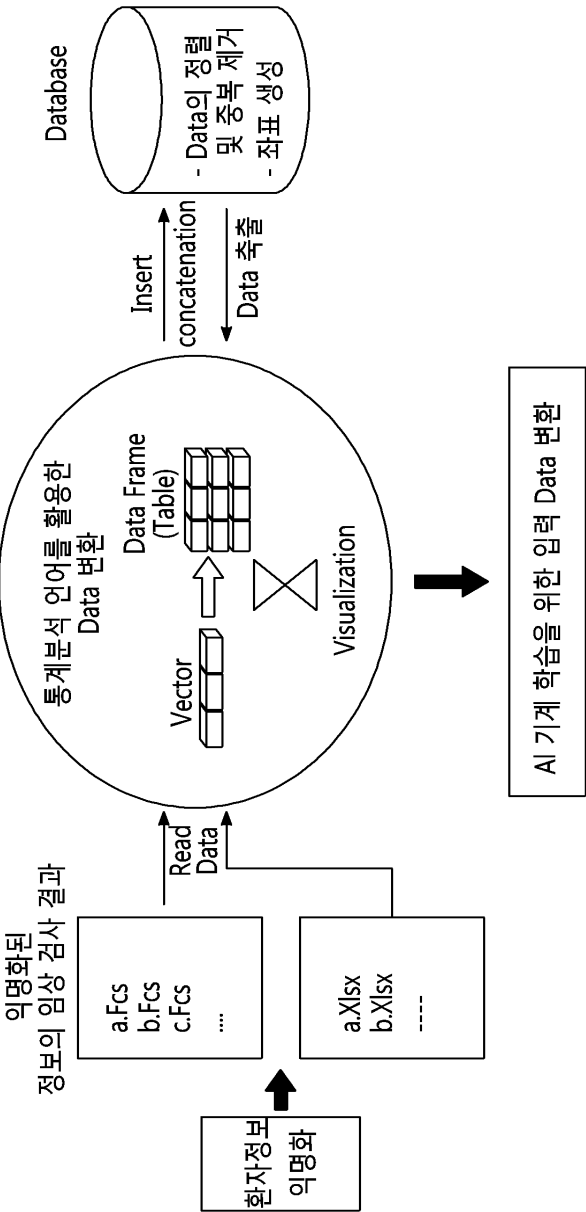 환자정보
익명화
익명화된
정보의 임상 검사 결과
a.Fcs
b.Fcs
c.Fcs
....
a.Xlsx
b.Xlsx
----
Read
Data
통계분석 언어를 활용한
Data 변환
Vector
Data Frame
(Table)
Visualization
Insert
concatenation
Data 축출
Database
- Data의 정렬
및 중복 제거
- 좌표 생성
AI 기계 학습을 위한 입력 Data 변환